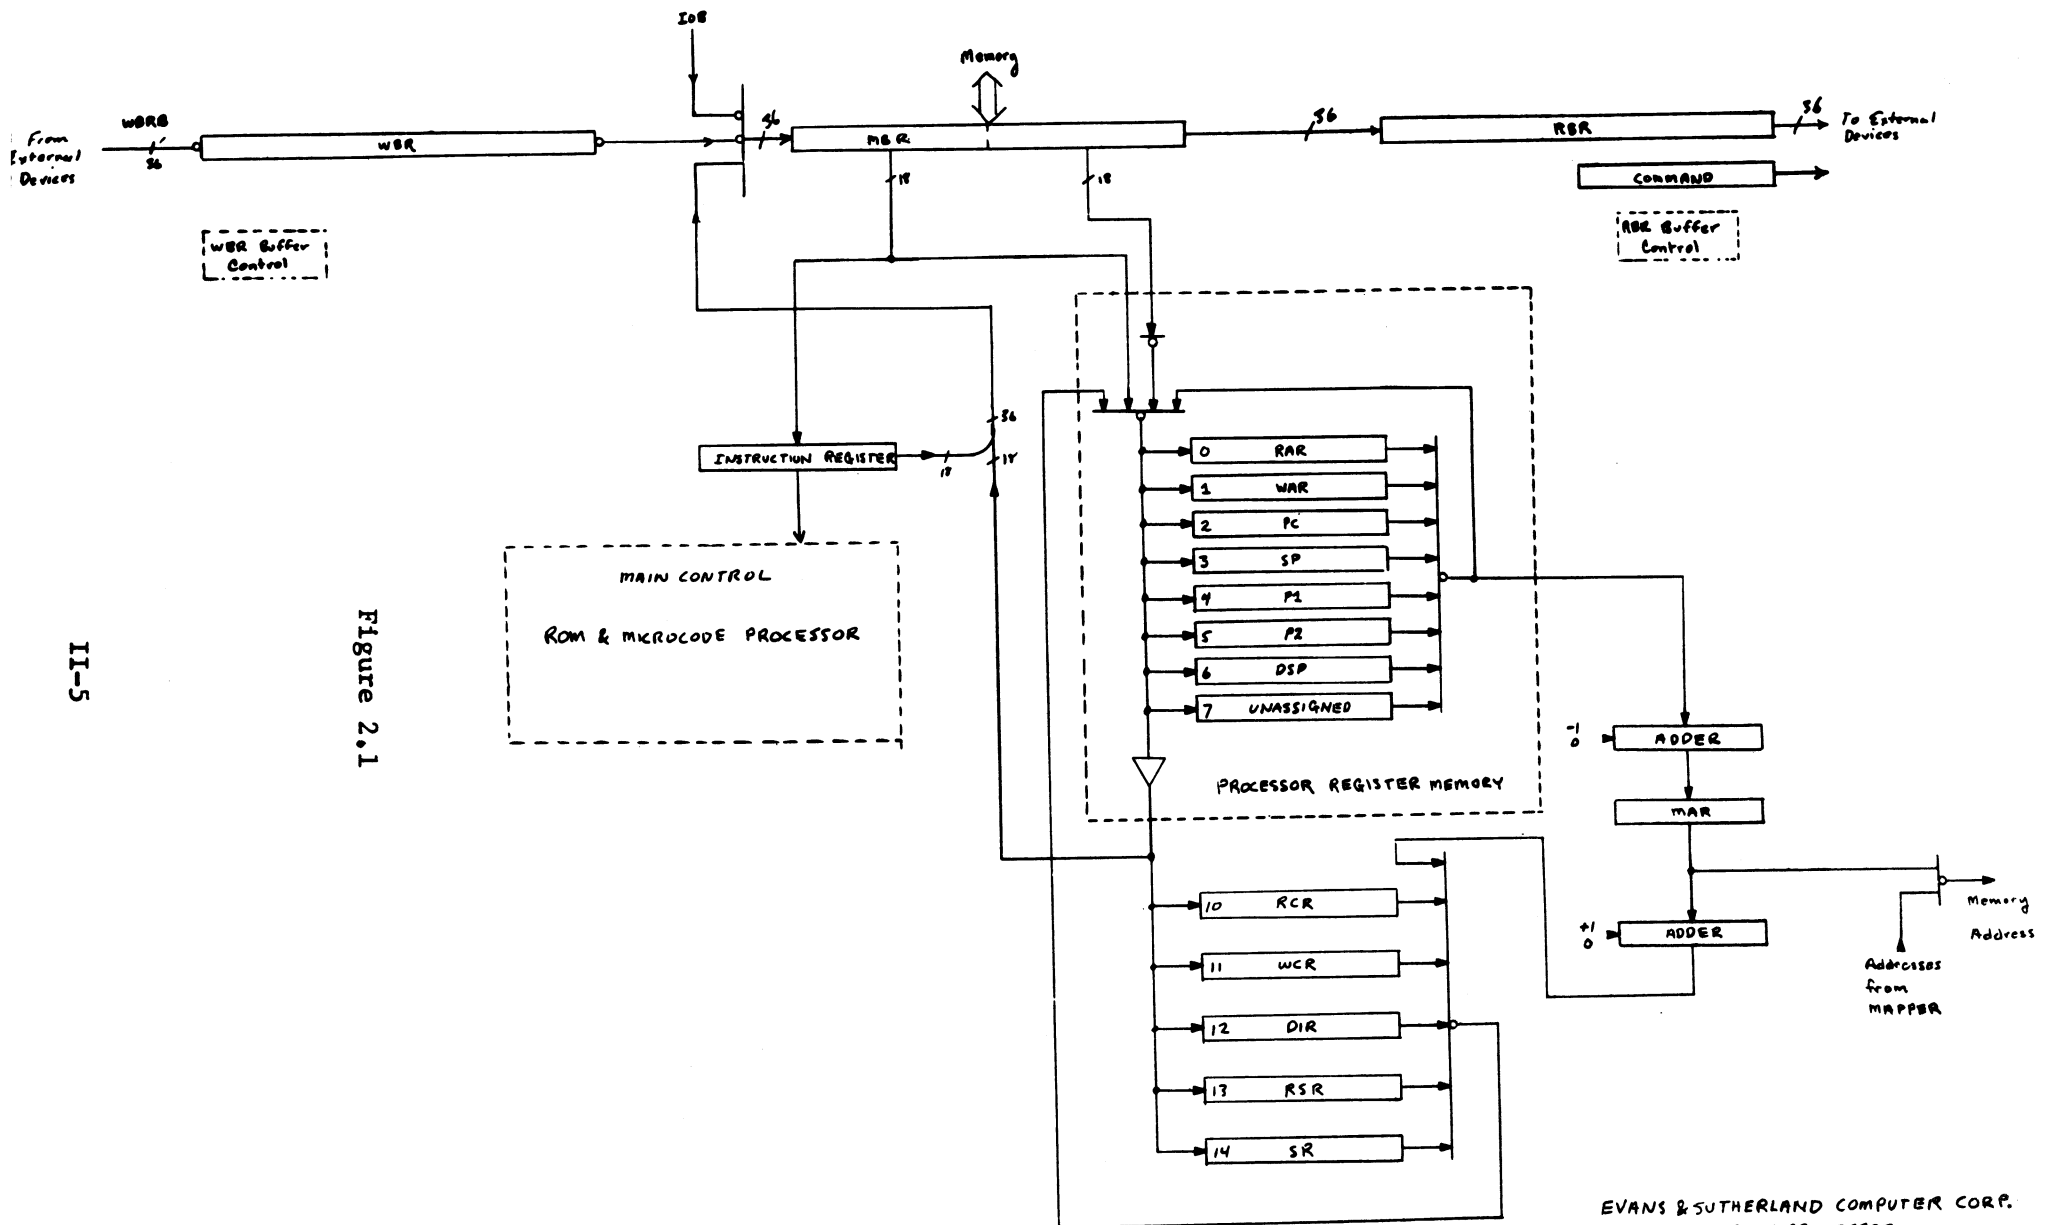 IOB
Memory
WBRB
36
From
External
Devices
WBR
36
MBR
36
RBR
36
To External
Devices
COMMAND
18
18
WBR Buffer
Control
RBR Buffer
Control
36
18
INSTRUCTION REGISTER
18
MAIN CONTROL
ROM & MICROCODE PROCESSOR
0 RAR
1 WAR
2 PC
3 SP
4 P1
5 P2
6 DSP
7 UNASSIGNED
PROCESSOR REGISTER MEMORY
-1
0
ADDER
MAR
+1
0
ADDER
Memory
Address
Addresses
from
MAPPER
10 RCR
11 WCR
12 DIR
13 RSR
14 SR
Figure 2.1
II-5
EVANS & SUTHERLAND COMPUTER CORP.